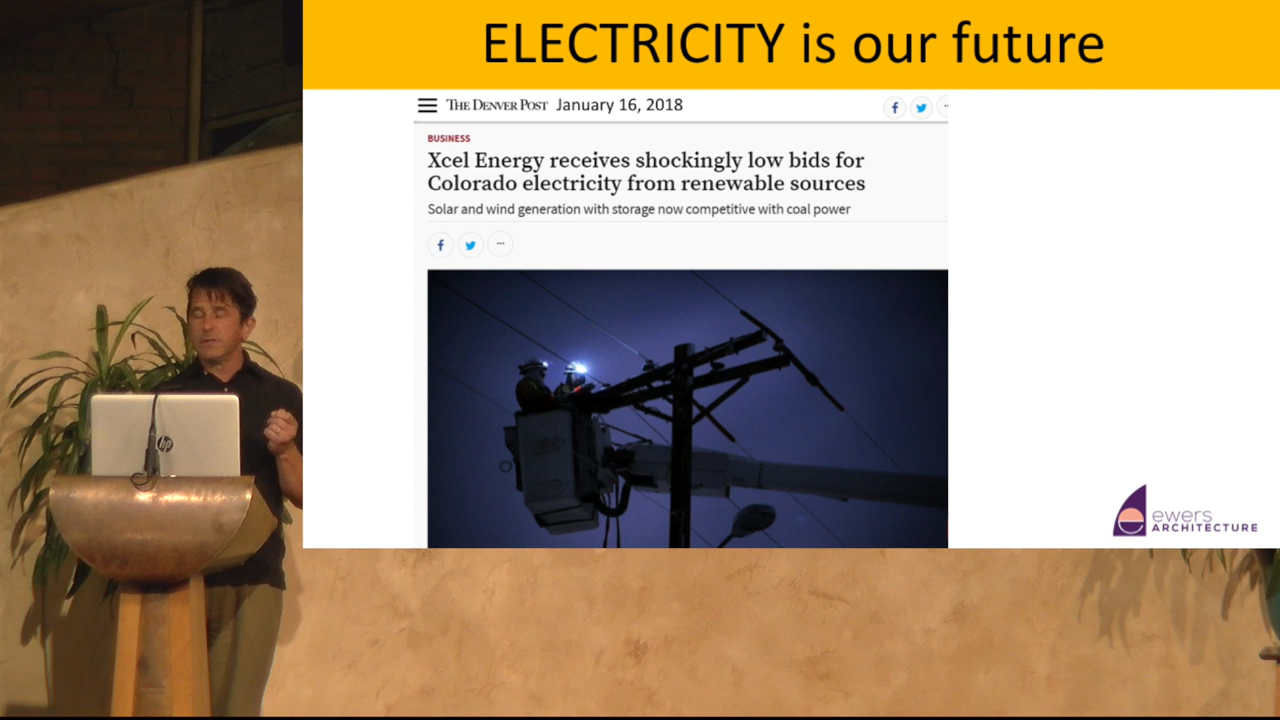 ELECTRICITY is our future
THE DENVER POST January 16, 2018
BUSINESS
Xcel Energy receives shockingly low bids for
Colorado electricity from renewable sources
Solar and wind generation with storage now competitive with coal power
hp
ewers
ARCHITECTURE